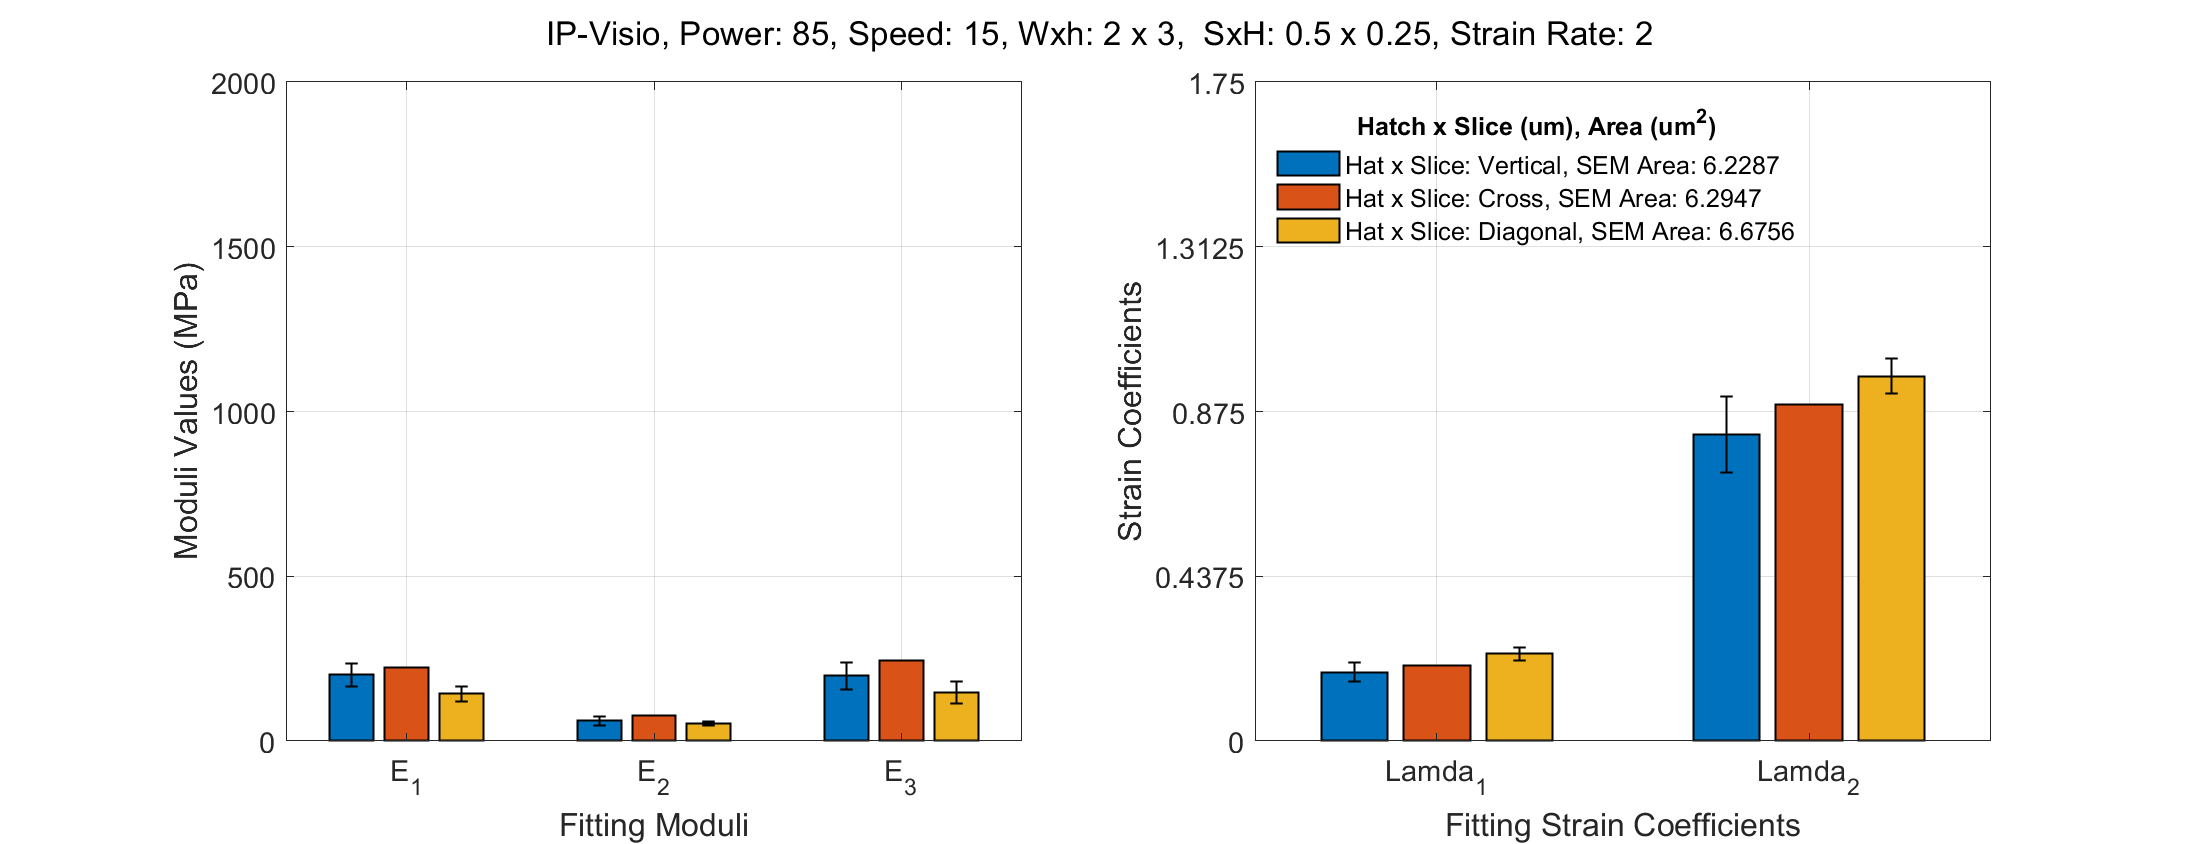 IP-Visio, Power: 85, Speed: 15, Wxh: 2 x 3,  SxH: 0.5 x 0.25, Strain Rate: 2
Moduli Values (MPa)
2000
1500
1000
500
0
E1
E2
E3
Fitting Moduli
Strain Coefficients
1.75
1.3125
0.875
0.4375
0
Hatch x Slice (um), Area (um²)
Hat x Slice: Vertical, SEM Area: 6.2287
Hat x Slice: Cross, SEM Area: 6.2947
Hat x Slice: Diagonal, SEM Area: 6.6756
Lamda1
Lamda2
Fitting Strain Coefficients